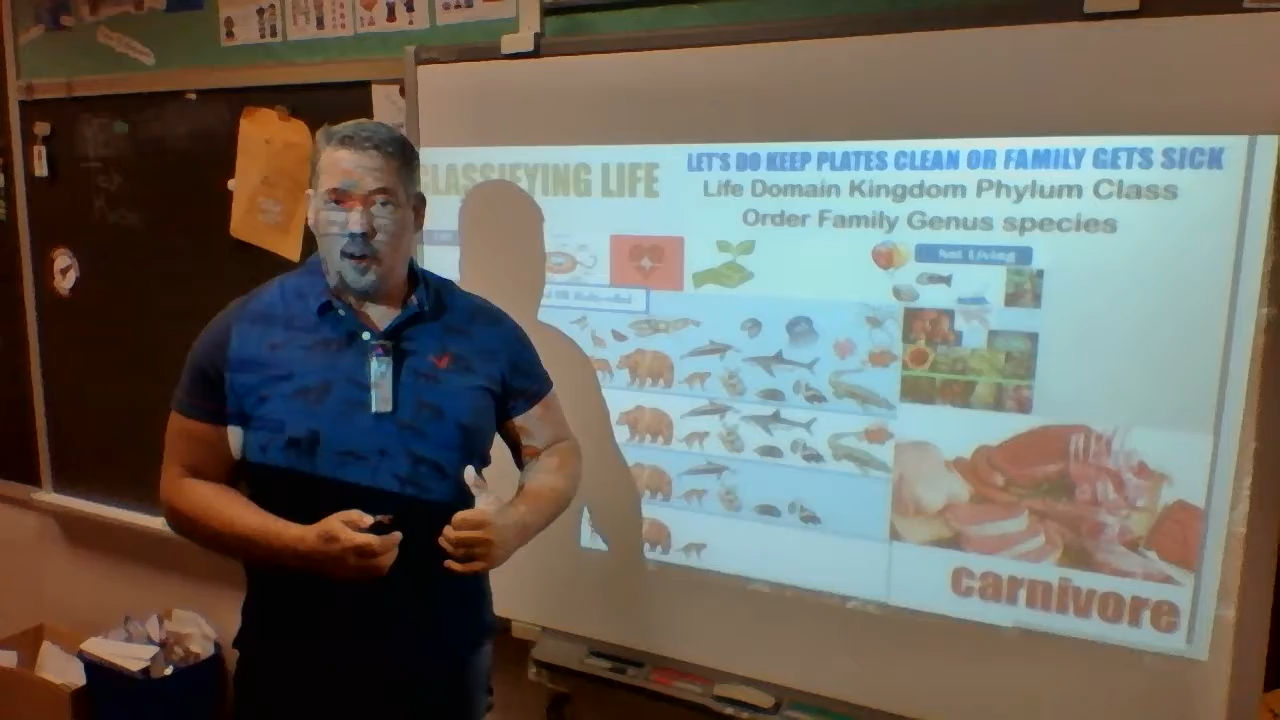 CLASSIFYING LIFE
LET'S DO KEEP PLATES CLEAN OR FAMILY GETS SICK
Life Domain Kingdom Phylum Class
Order Family Genus species
Not Living
carnivore